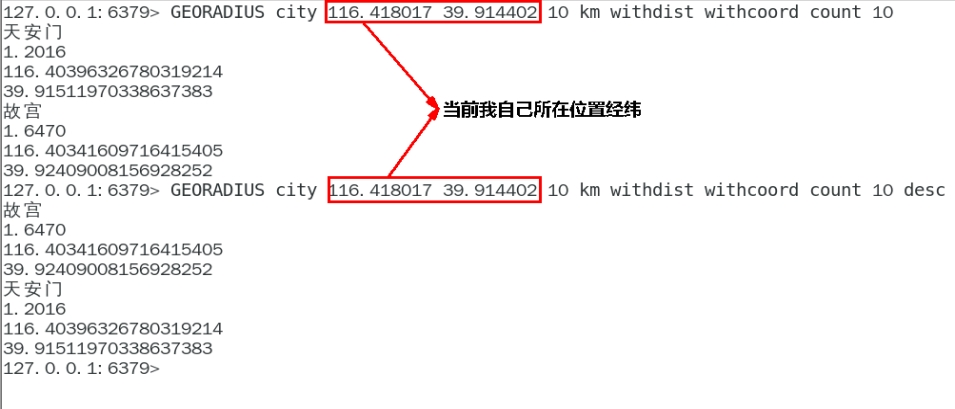 127.0.0.1:6379> GEORADIUS city 116.418017 39.914402 10 km withdist withcoord count 10
天安门
1.2016
116.40396326780319214
39.91511970338637383
当前我自己所在位置经纬
故宫
1.6470
116.40341609716415405
39.92409008156928252
127.0.0.1:6379> GEORADIUS city 116.418017 39.914402 10 km withdist withcoord count 10 desc
故宫
1.6470
116.40341609716415405
39.92409008156928252
天安门
1.2016
116.40396326780319214
39.91511970338637383
127.0.0.1:6379>